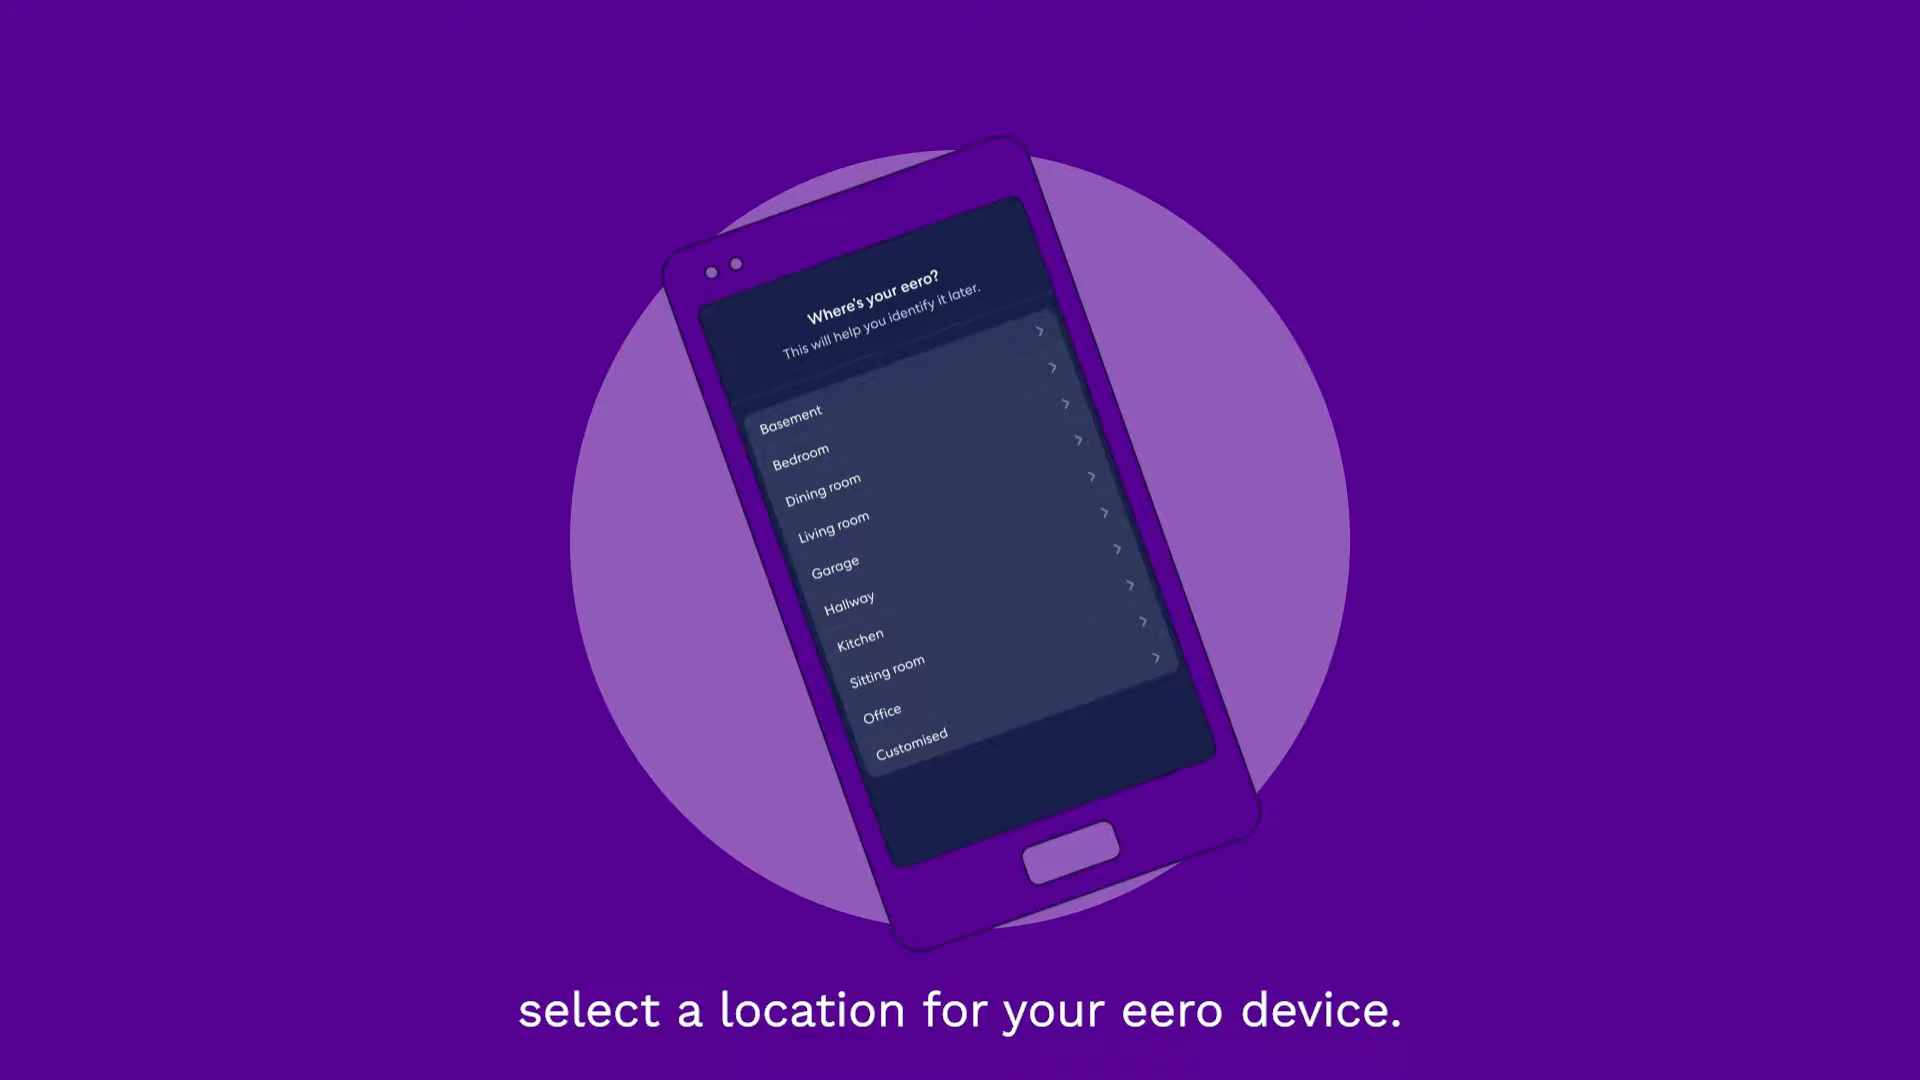 Where's your eero?
This will help you identify it later.
Basement
Bedroom
Dining room
Living room
Garage
Hallway
Kitchen
Sitting room
Office
Customised
select a location for your eero device.